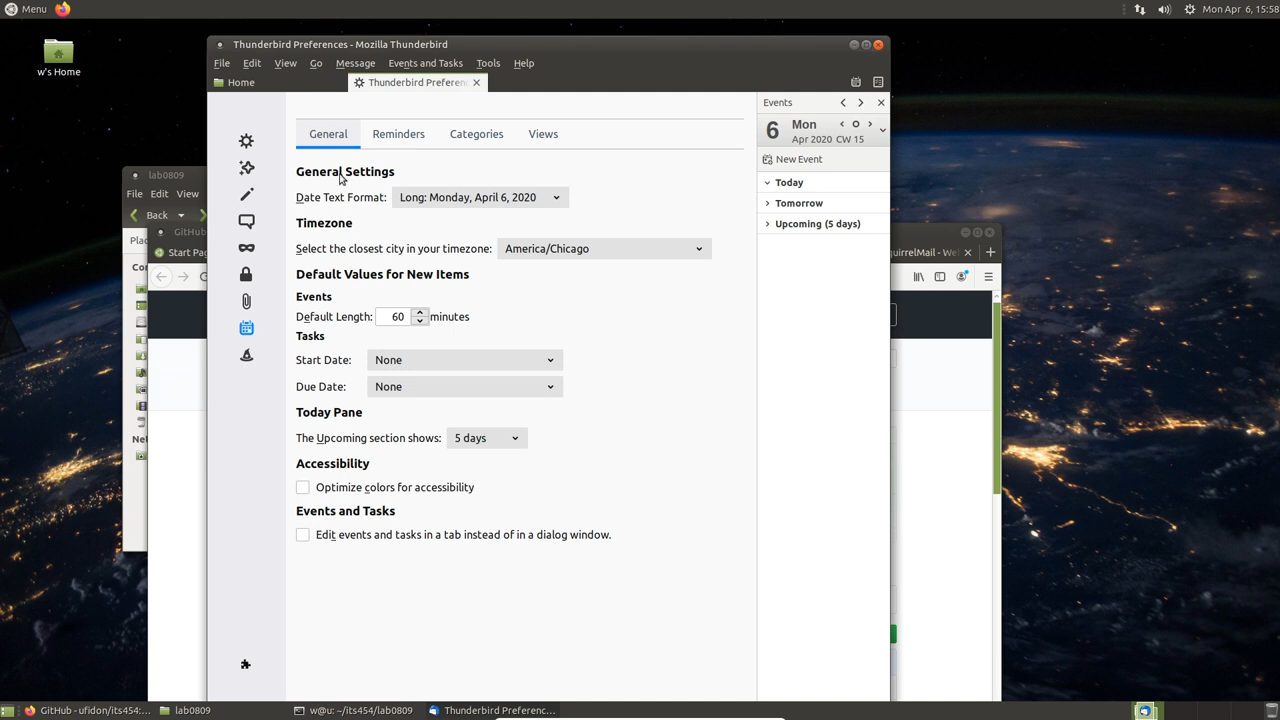 Menu
Mon Apr 6, 15:58
w's Home
Thunderbird Preferences - Mozilla Thunderbird
File Edit View Go Message Events and Tasks Tools Help
Home
Thunderbird Preferen
Events
6
Mon
Apr 2020 CW 15
New Event
Today
Tomorrow
Upcoming (5 days)
General Reminders Categories Views
General Settings
Date Text Format: Long: Monday, April 6, 2020
Timezone
Select the closest city in your timezone: America/Chicago
Default Values for New Items
Events
Default Length: 60 minutes
Tasks
Start Date: None
Due Date: None
Today Pane
The Upcoming section shows: 5 days
Accessibility
Optimize colors for accessibility
Events and Tasks
Edit events and tasks in a tab instead of in a dialog window.
lab0809
File Edit View
Back
Plac
Con
Net
GitHub
Start Pag
uirrelMail - We
GitHub - ufidon/its454:...
lab0809
w@u: ~/its454/lab0809
Thunderbird Preferenc...